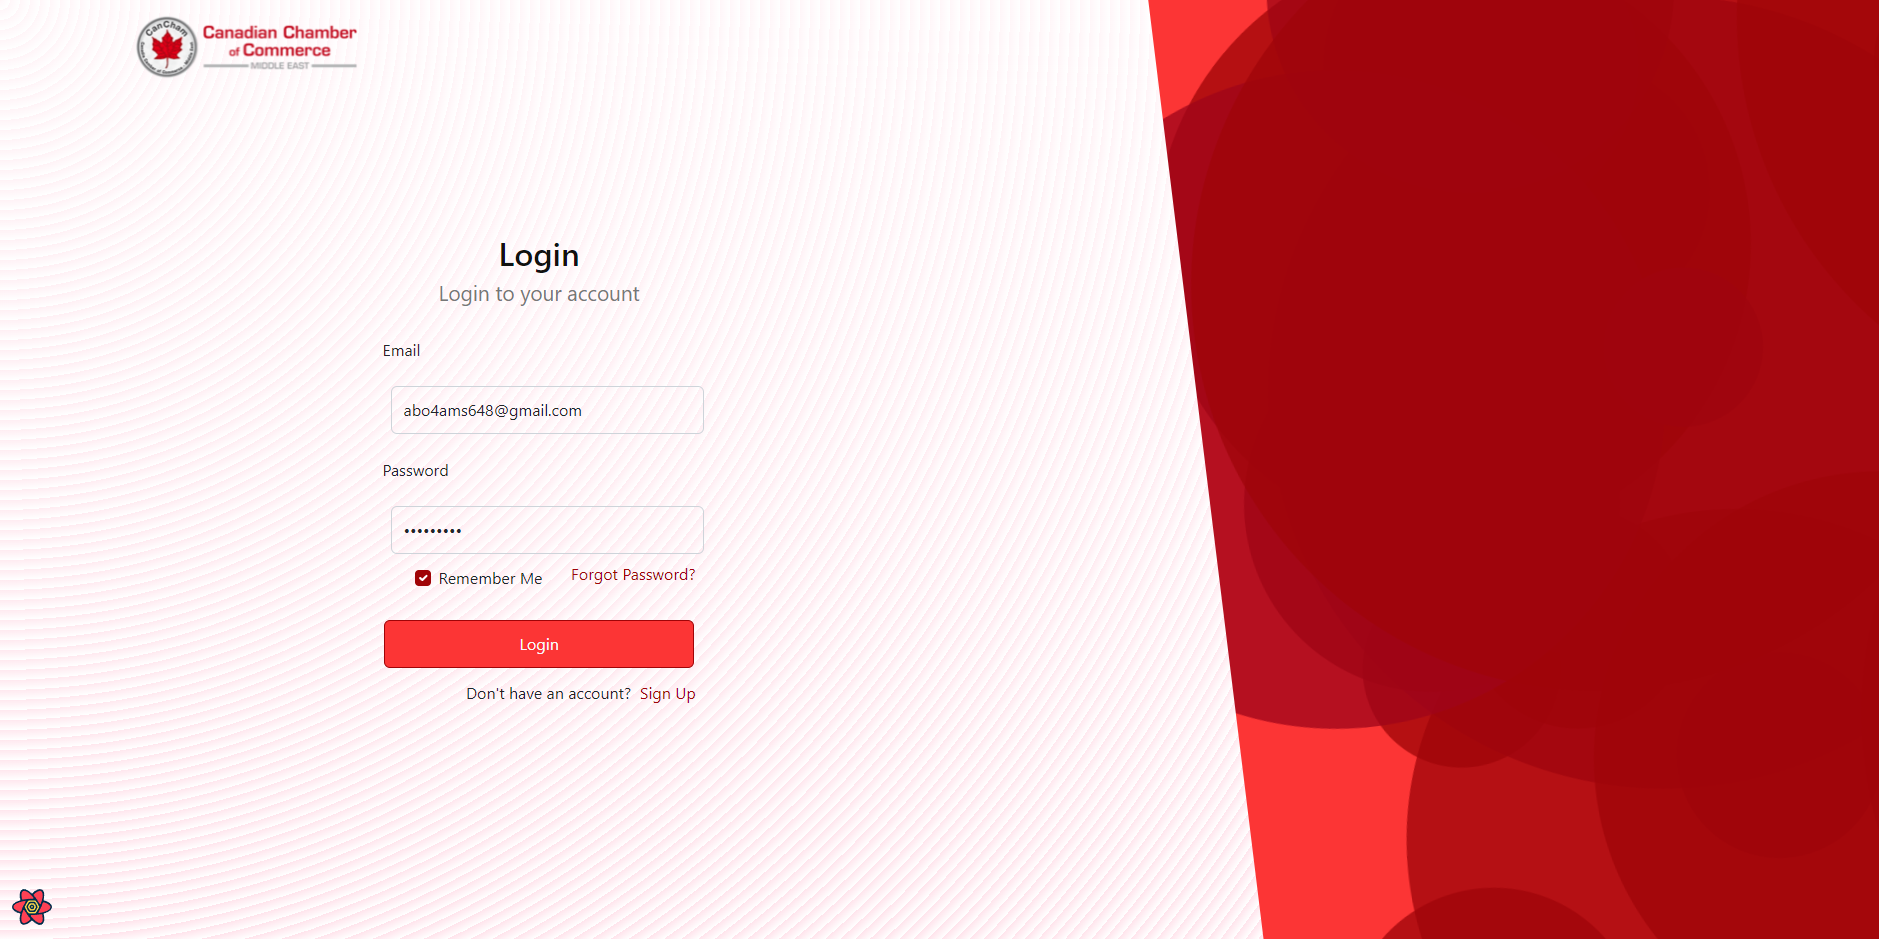 CanCham
Canadian Chamber
of Commerce
MIDDLE EAST
Login
Login to your account
Email
abo4ams648@gmail.com
Password
•••••••••
Remember Me
Forgot Password?
Login
Don't have an account? Sign Up